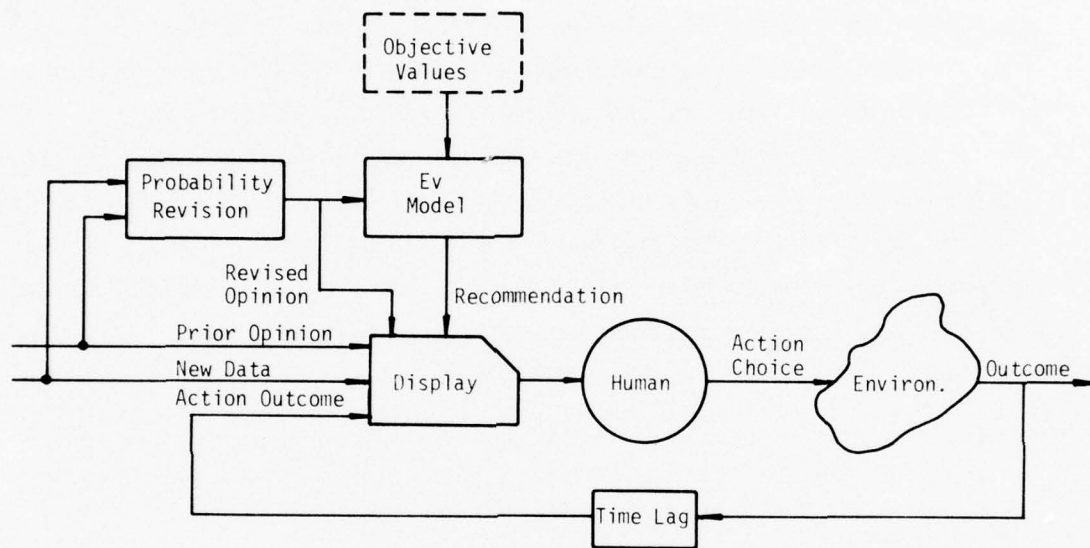 Objective
Values
Probability
Revision
Ev
Model
Revised
Opinion
Recommendation
Prior Opinion
New Data
Action Outcome
Display
Human
Action
Choice
Environ.
Outcome
Time Lag